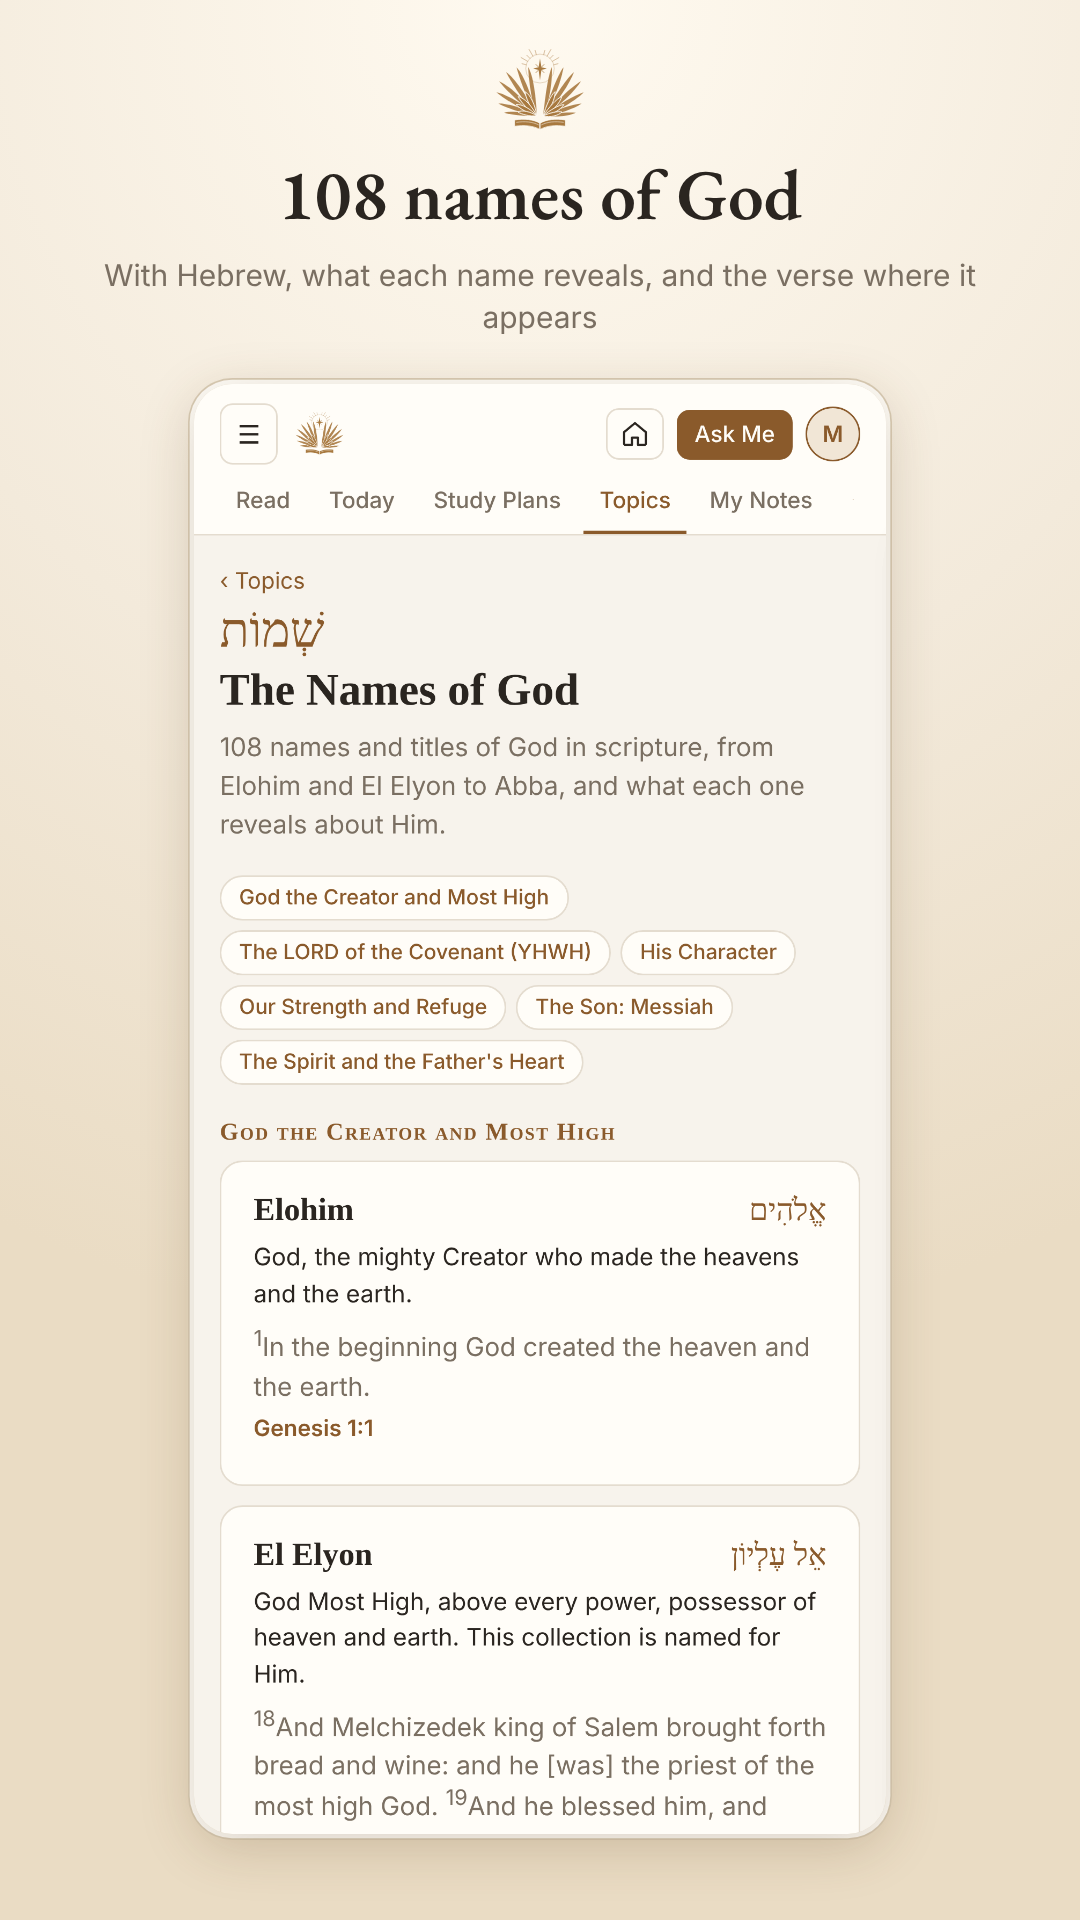 108 names of God
With Hebrew, what each name reveals, and the verse where it
appears
Ask Me
M
Read Today Study Plans Topics My Notes
‹ Topics
שְׁמוֹת
The Names of God
108 names and titles of God in scripture, from
Elohim and El Elyon to Abba, and what each one
reveals about Him.
God the Creator and Most High
The LORD of the Covenant (YHWH) His Character
Our Strength and Refuge The Son: Messiah
The Spirit and the Father's Heart
God the Creator and Most High
Elohim אֱלֹהִים
God, the mighty Creator who made the heavens
and the earth.
1In the beginning God created the heaven and
the earth.
Genesis 1:1
El Elyon אֵל עֶלְיוֹן
God Most High, above every power, possessor of
heaven and earth. This collection is named for
Him.
18And Melchizedek king of Salem brought forth
bread and wine: and he [was] the priest of the
most high God. 19And he blessed him, and